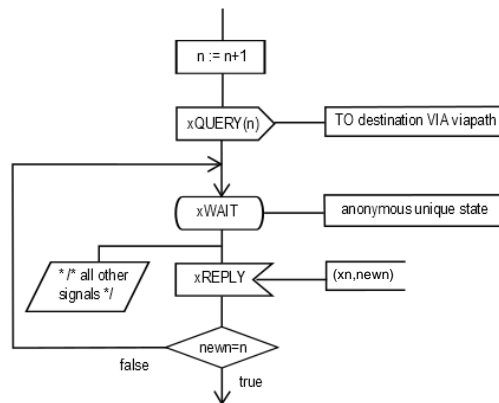 n := n+1
xQUERY(n)
TO destination VIA viapath
xWAIT
anonymous unique state
* /* all other
signals */
xREPLY
(xn,newn)
newn=n
false
true